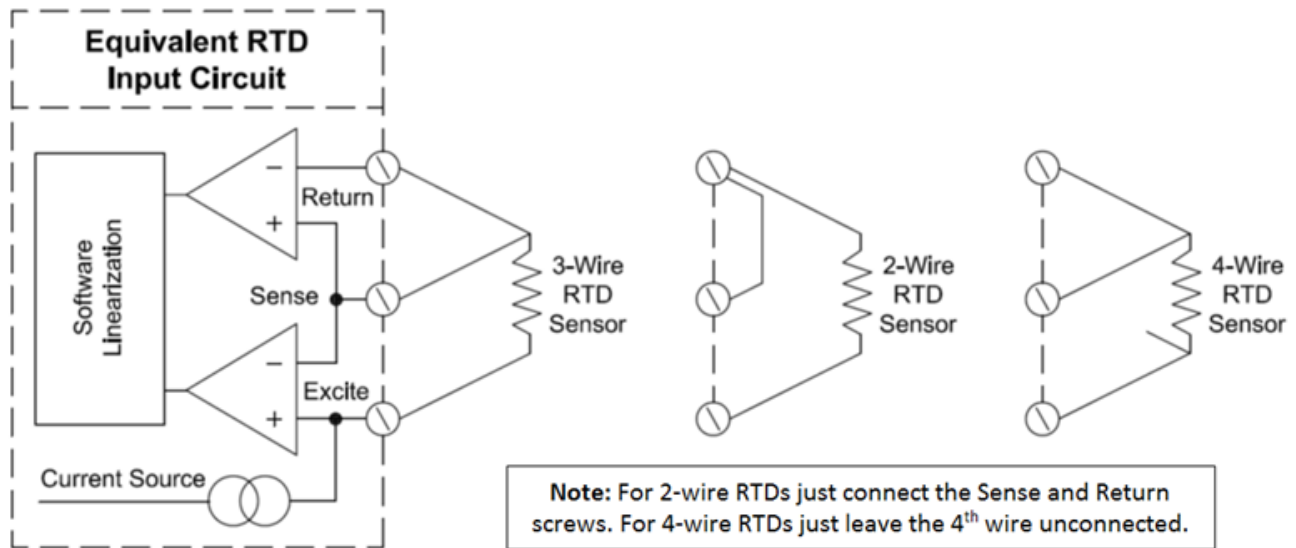 Equivalent RTD
Input Circuit
Software
Linearization
−
Return
+
Sense
−
Excite
+
Current Source
3-Wire
RTD
Sensor
2-Wire
RTD
Sensor
4-Wire
RTD
Sensor
Note: For 2-wire RTDs just connect the Sense and Return
screws. For 4-wire RTDs just leave the 4th wire unconnected.